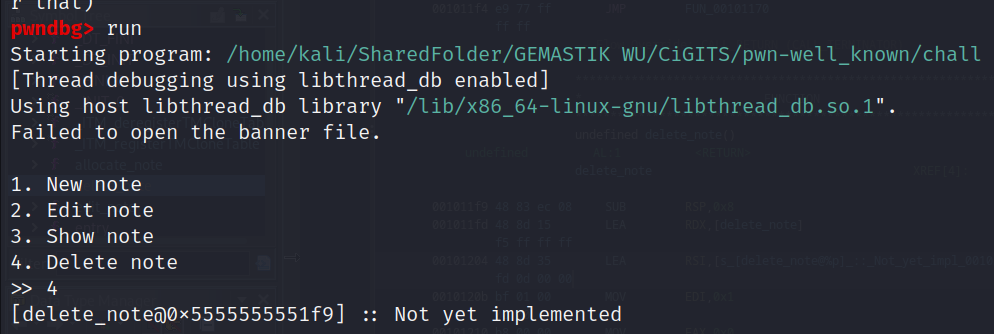 r that)
pwndbg> run
Starting program: /home/kali/SharedFolder/GEMASTIK WU/CiGITS/pwn-well_known/chall
[Thread debugging using libthread_db enabled]
Using host libthread_db library "/lib/x86_64-linux-gnu/libthread_db.so.1".
Failed to open the banner file.
1. New note
2. Edit note
3. Show note
4. Delete note
>> 4
[delete_note@0×5555555551f9] :: Not yet implemented